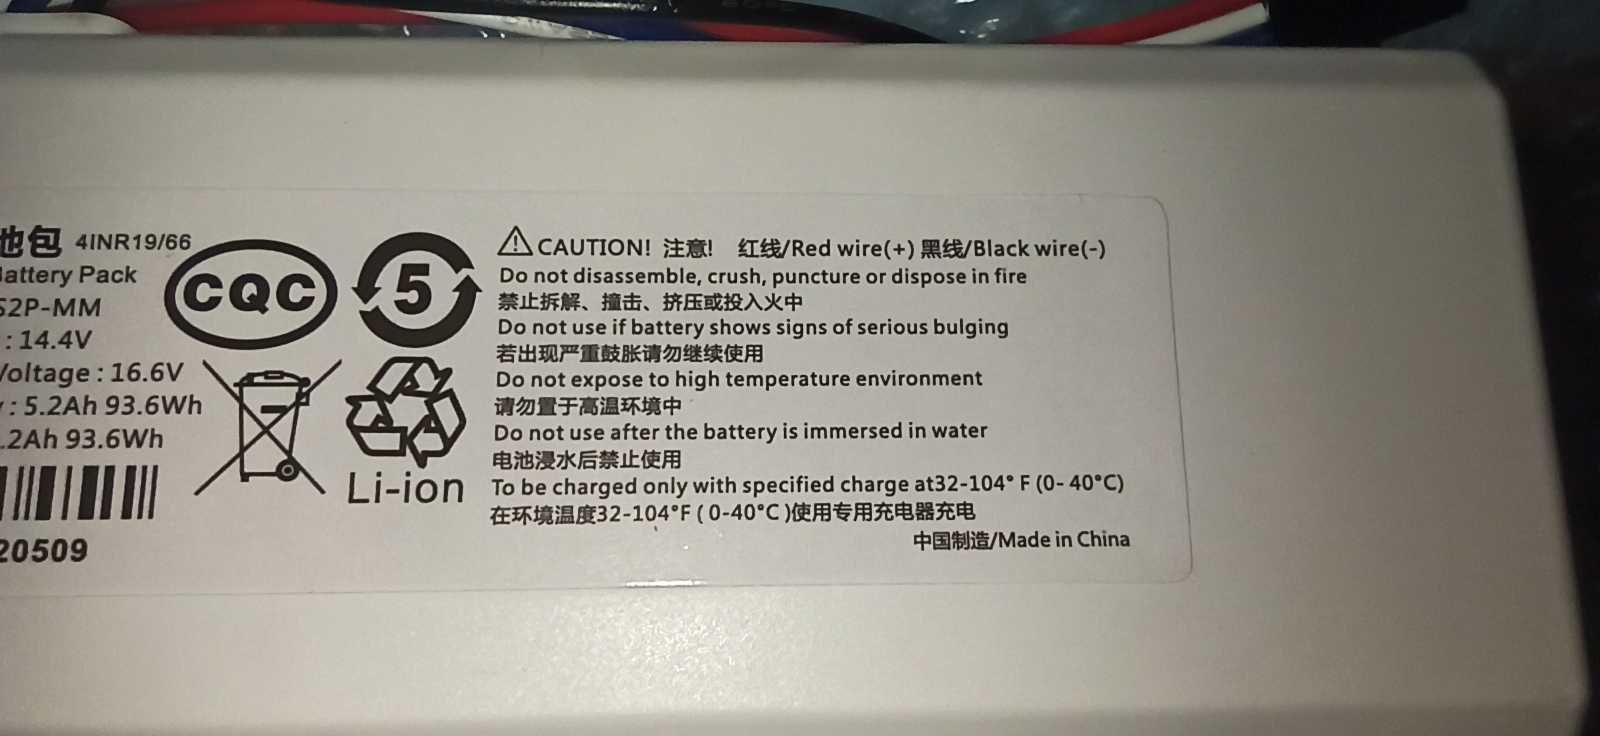 池包 4INR19/66
Battery Pack
S2P-MM
: 14.4V
Voltage : 16.6V
: 5.2Ah 93.6Wh
.2Ah 93.6Wh
20509
CQC
5
Li-ion
CAUTION! 注意! 红线/Red wire(+) 黑线/Black wire(-)
Do not disassemble, crush, puncture or dispose in fire
禁止拆解、撞击、挤压或投入火中
Do not use if battery shows signs of serious bulging
若出现严重鼓胀请勿继续使用
Do not expose to high temperature environment
请勿置于高温环境中
Do not use after the battery is immersed in water
电池浸水后禁止使用
To be charged only with specified charge at32-104° F (0- 40°C)
在环境温度32-104°F ( 0-40°C )使用专用充电器充电
中国制造/Made in China